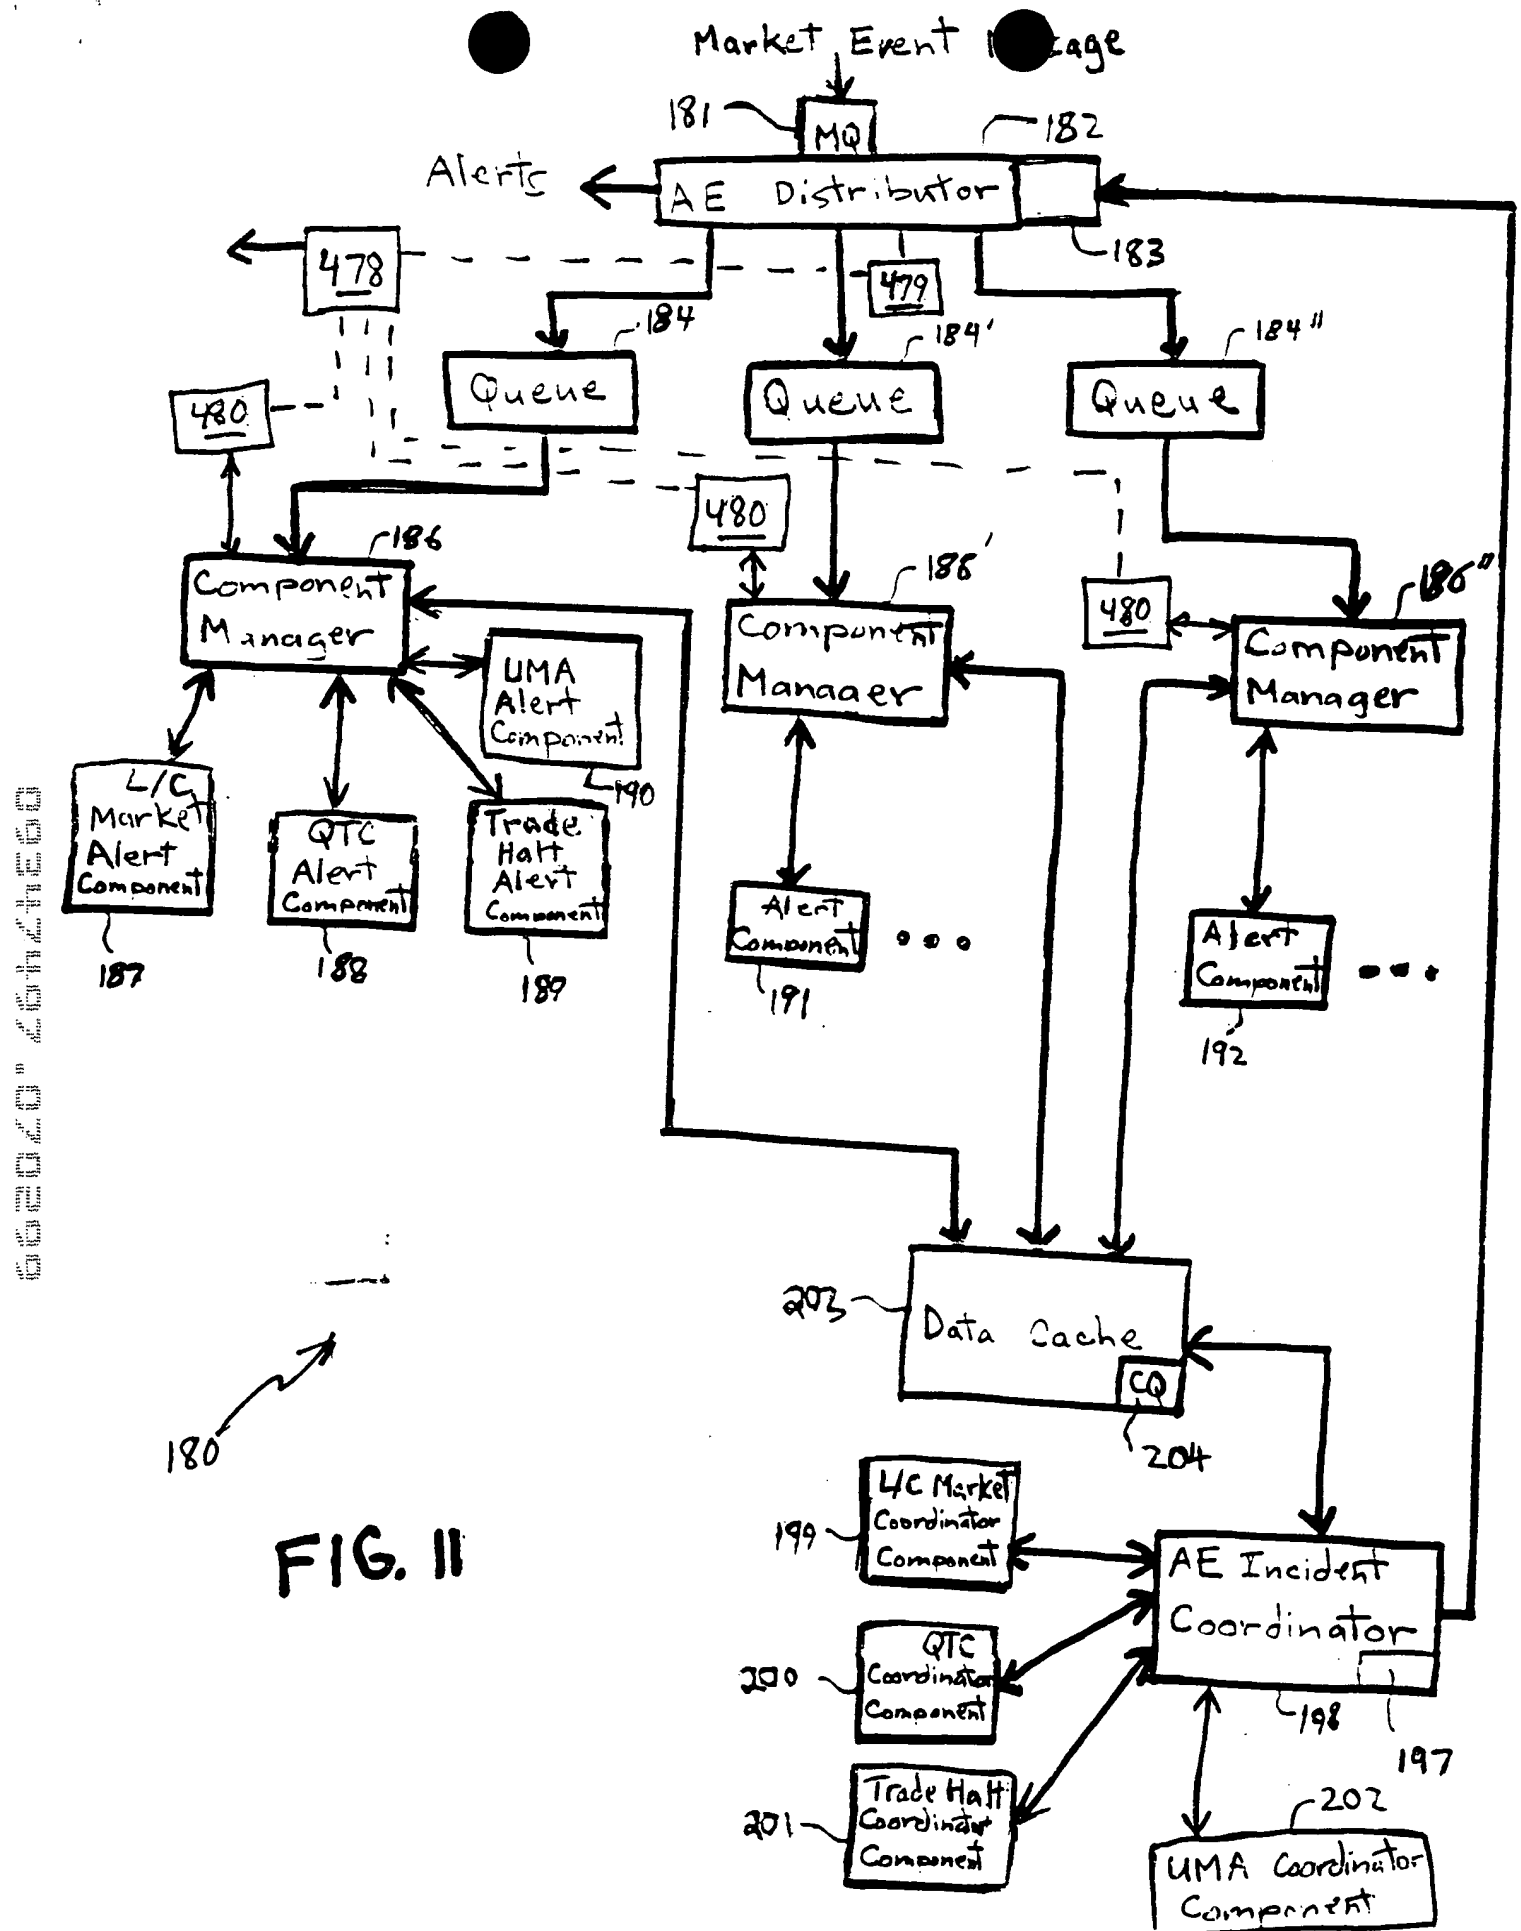 Market Event
181
MQ
182
Alerts
AE Distributor
183
478
479
184
184'
184"
Queue
Queue
Queue
480
480
480
186
186'
186"
Component
Manager
Component
Manager
Component
Manager
UMA
Alert
Component
190
L/C
Market
Alert
Component
187
QTC
Alert
Component
188
Trade
Halt
Alert
Component
189
Alert
Component
...
191
Alert
Component
...
192
203
Data Cache
CQ
204
180
FIG. 11
L/C Market
Coordinator
Component
199
AE Incident
Coordinator
198
197
QTC
Coordinator
Component
200
Trade Halt
Coordinator
Component
201
202
UMA Coordinator
Component